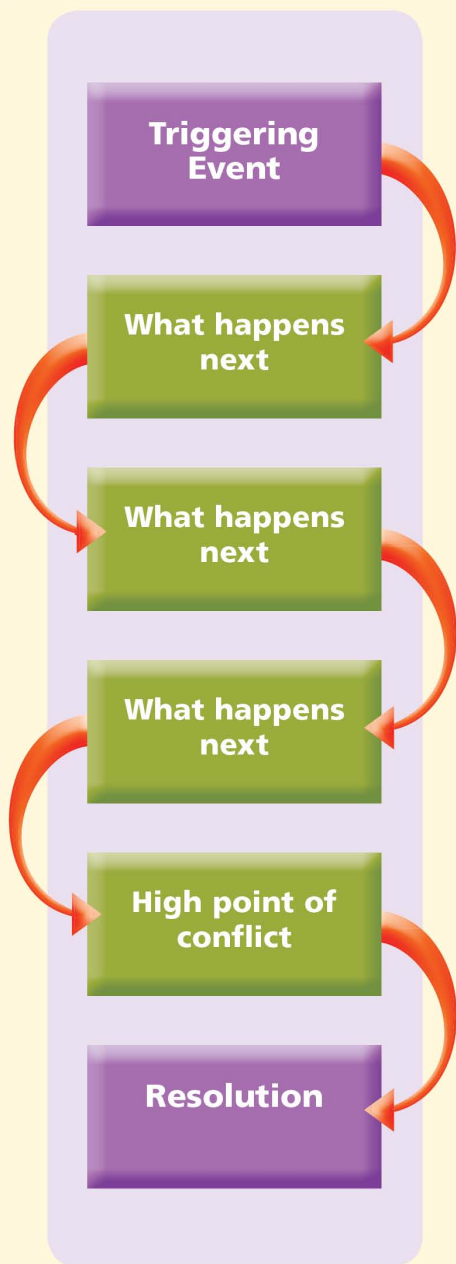 Triggering
Event
What happens
next
What happens
next
What happens
next
High point of
conflict
Resolution